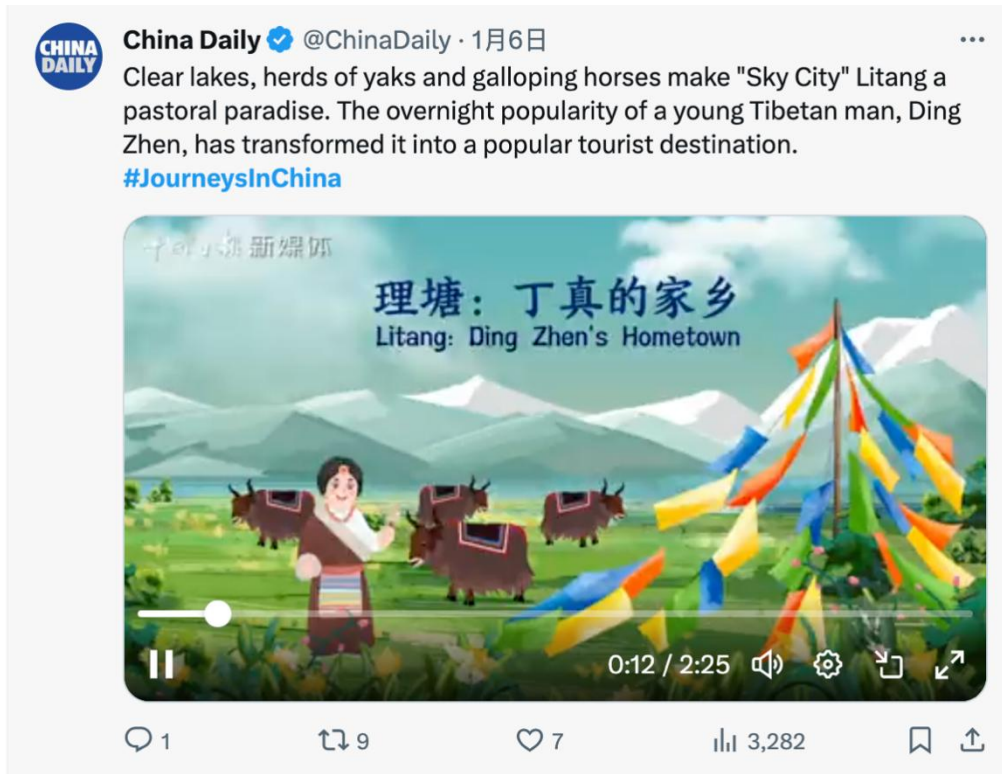 CHINA
DAILY
China Daily @ChinaDaily · 1月6日
Clear lakes, herds of yaks and galloping horses make "Sky City" Litang a
pastoral paradise. The overnight popularity of a young Tibetan man, Ding
Zhen, has transformed it into a popular tourist destination.
#JourneysInChina
新媒体
理塘：丁真的家乡
Litang: Ding Zhen's Hometown
0:12 / 2:25
1 9 7 3,282